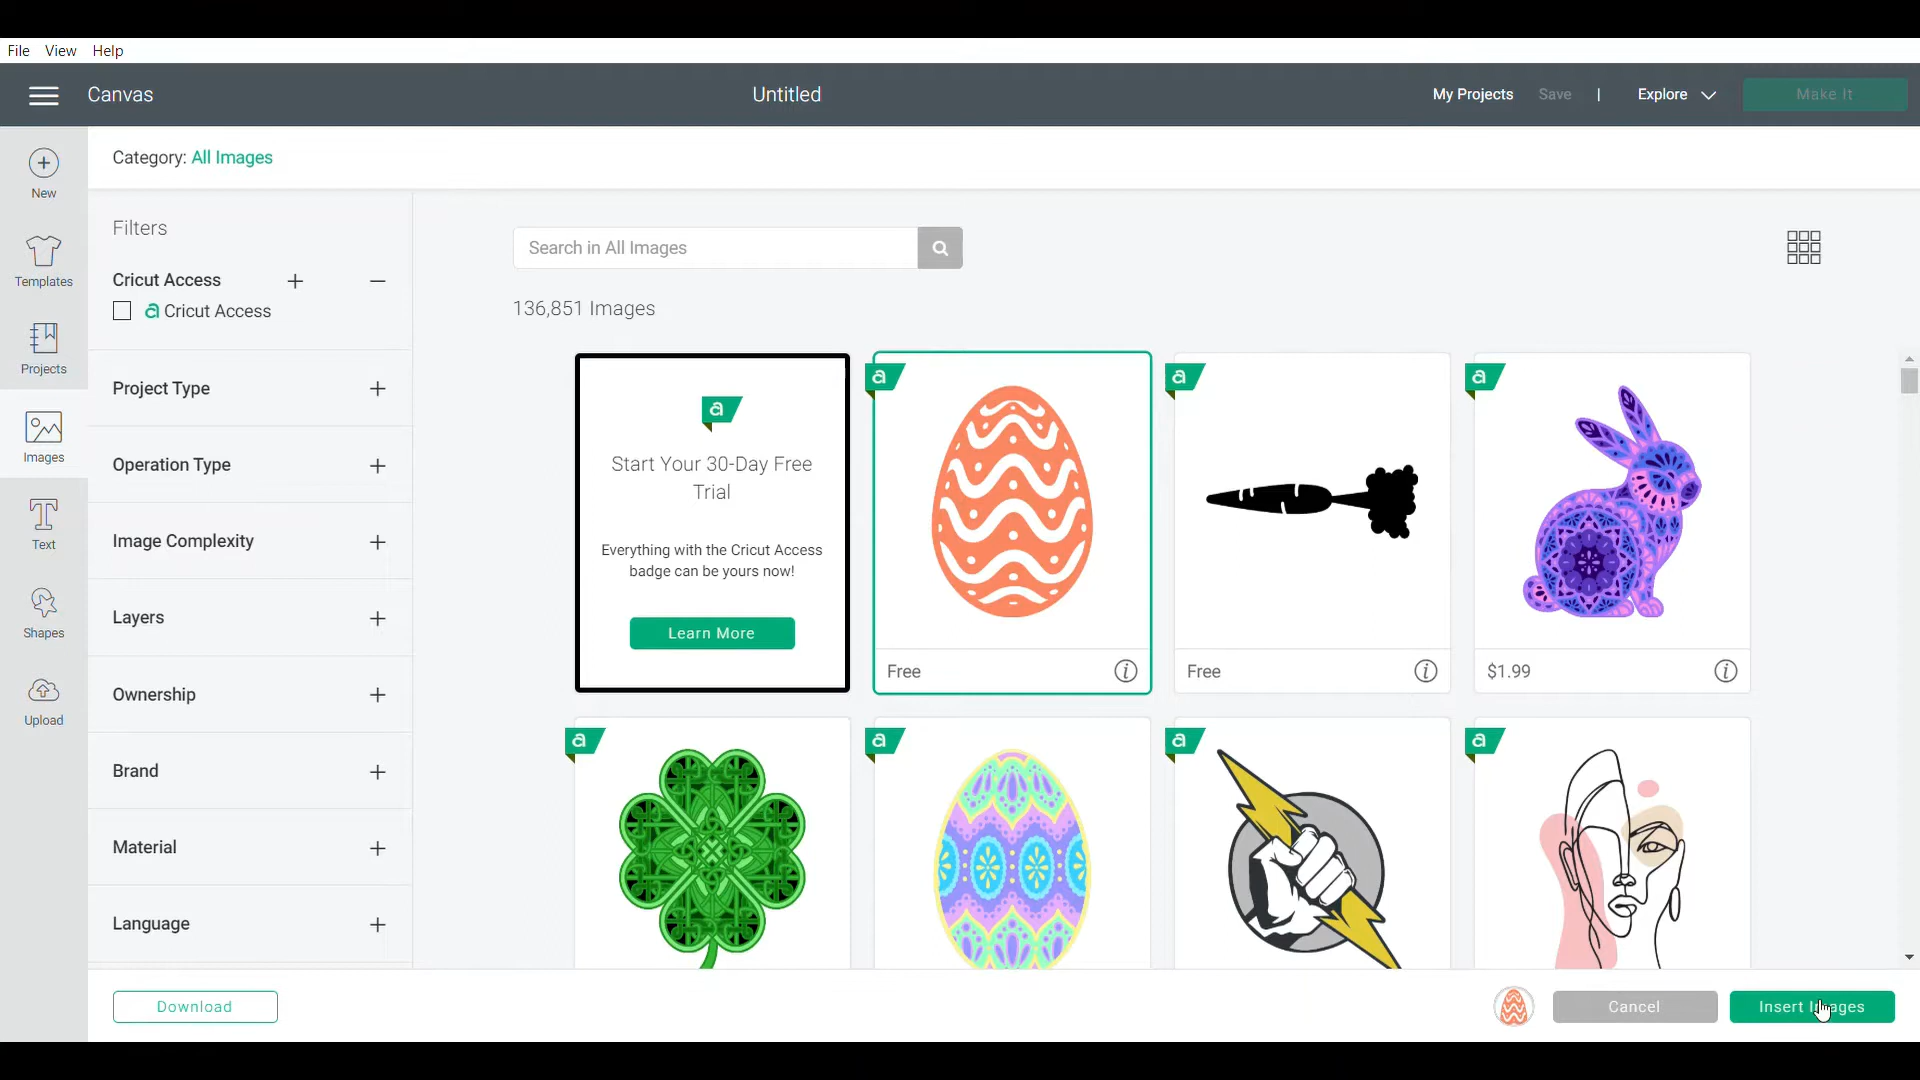 File View Help
Canvas Untitled My Projects Save | Explore Make It
New
Templates
Projects
Images
Text
Shapes
Upload
Category: All Images
Filters
Cricut Access + −
a Cricut Access
Project Type +
Operation Type +
Image Complexity +
Layers +
Ownership +
Brand +
Material +
Language +
Search in All Images
136,851 Images
a
Start Your 30-Day Free
Trial
Everything with the Cricut Access
badge can be yours now!
Learn More
a
Free i
a
Free i
a
$1.99 i
a
a
a
a
Download
Cancel Insert Images